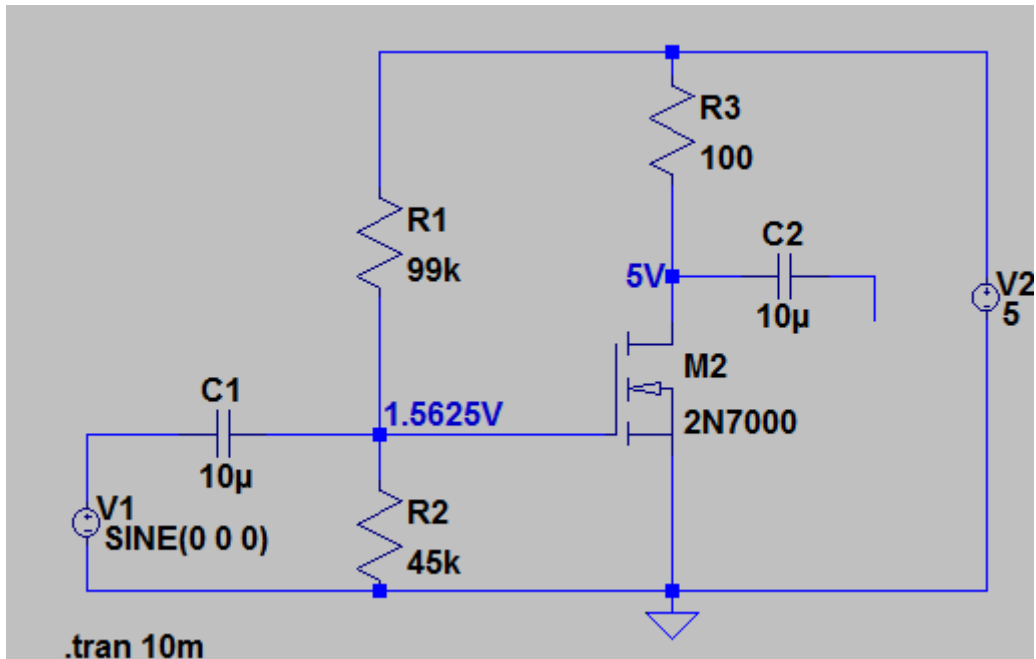 R3
100
R1
99k
C2
10µ
5V
V2
5
M2
2N7000
C1
10µ
1.5625V
V1
SINE(0 0 0)
R2
45k
.tran 10m